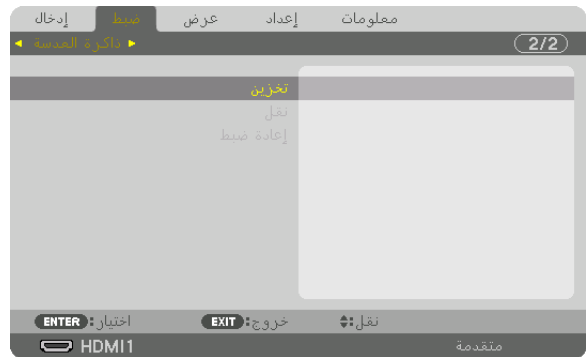 إدخال ضبط عرض إعداد معلومات
◄ ذاكرة العدسة ► 2/2
تخزين
نقل
إعادة ضبط
ENTER: اختيار EXIT: خروج نقل:
HDMI1 متقدمة